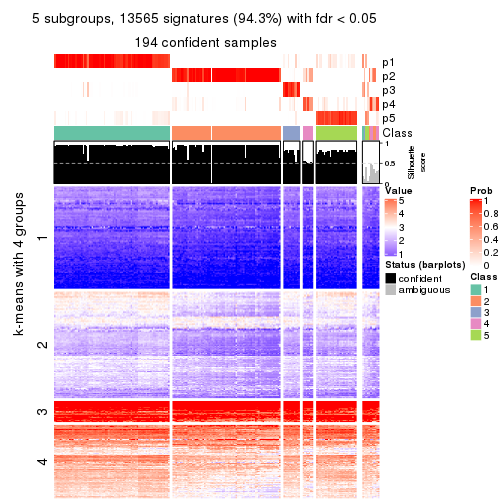 5 subgroups, 13565 signatures (94.3%) with fdr < 0.05
194 confident samples
p1
p2
p3
p4
p5
Class
1
0.5
0
Silhouette
score
k-means with 4 groups
1
2
3
4
Value
5
4
3
2
1
Status (barplots)
confident
ambiguous
Prob
1
0.8
0.6
0.4
0.2
0
Class
1
2
3
4
5